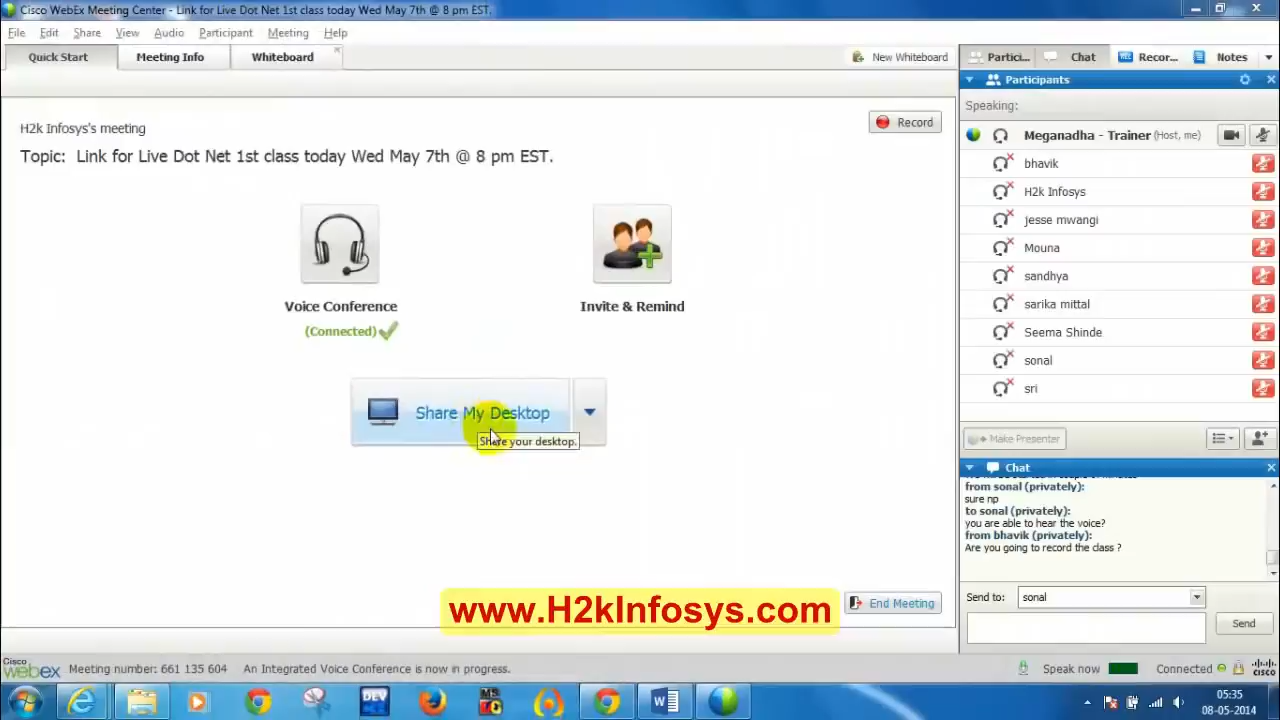 Cisco WebEx Meeting Center - Link for Live Dot Net 1st class today Wed May 7th @ 8 pm EST.
File Edit Share View Audio Participant Meeting Help
Quick Start Meeting Info Whiteboard New Whiteboard
Partici... Chat Recor... Notes
Participants
Speaking:
H2k Infosys's meeting
Record
Topic: Link for Live Dot Net 1st class today Wed May 7th @ 8 pm EST.
Meganadha - Trainer (Host, me)
bhavik
H2k Infosys
jesse mwangi
Mouna
sandhya
sarika mittal
Seema Shinde
sonal
sri
Voice Conference
(Connected)
Invite & Remind
Share My Desktop
Share your desktop.
Make Presenter
Chat
from sonal (privately):
sure np
to sonal (privately):
you are able to hear the voice?
from bhavik (privately):
Are you going to record the class ?
Send to: sonal
Send
www.H2kInfosys.com
End Meeting
Cisco
webex
Meeting number: 661 135 604 An Integrated Voice Conference is now in progress.
Speak now Connected
cisco
DEV
MS
05:35
08-05-2014